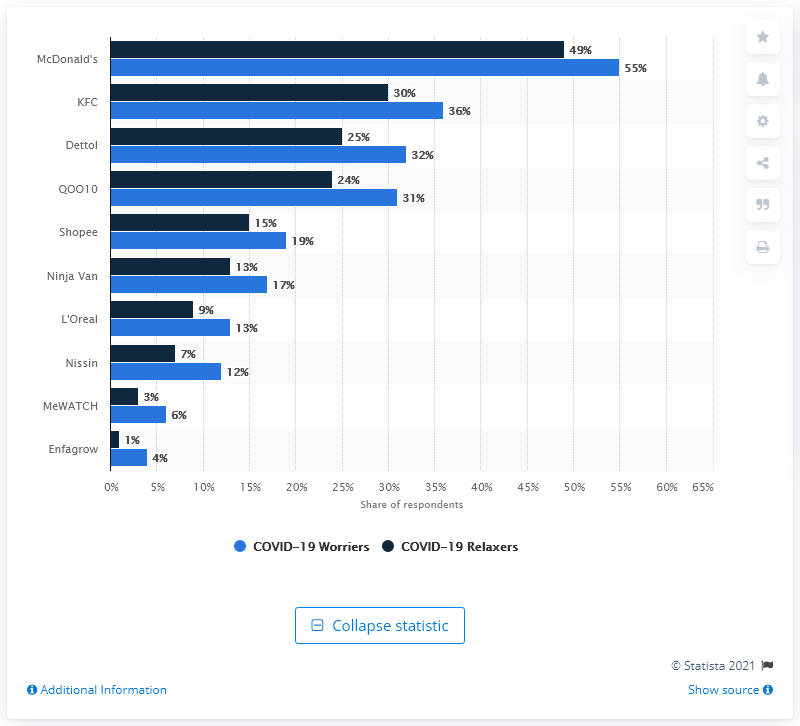 McDonald's
49%
55%
KFC
30%
36%
Dettol
25%
32%
QOO10
24%
31%
Shopee
15%
19%
Ninja Van
13%
17%
L'Oreal
9%
13%
Nissin
7%
12%
MeWATCH
3%
6%
Enfagrow
1%
4%
0% 5% 10% 15% 20% 25% 30% 35% 40% 45% 50% 55% 60% 65%
Share of respondents
COVID-19 Worriers COVID-19 Relaxers
Collapse statistic
© Statista 2021
Additional Information Show source